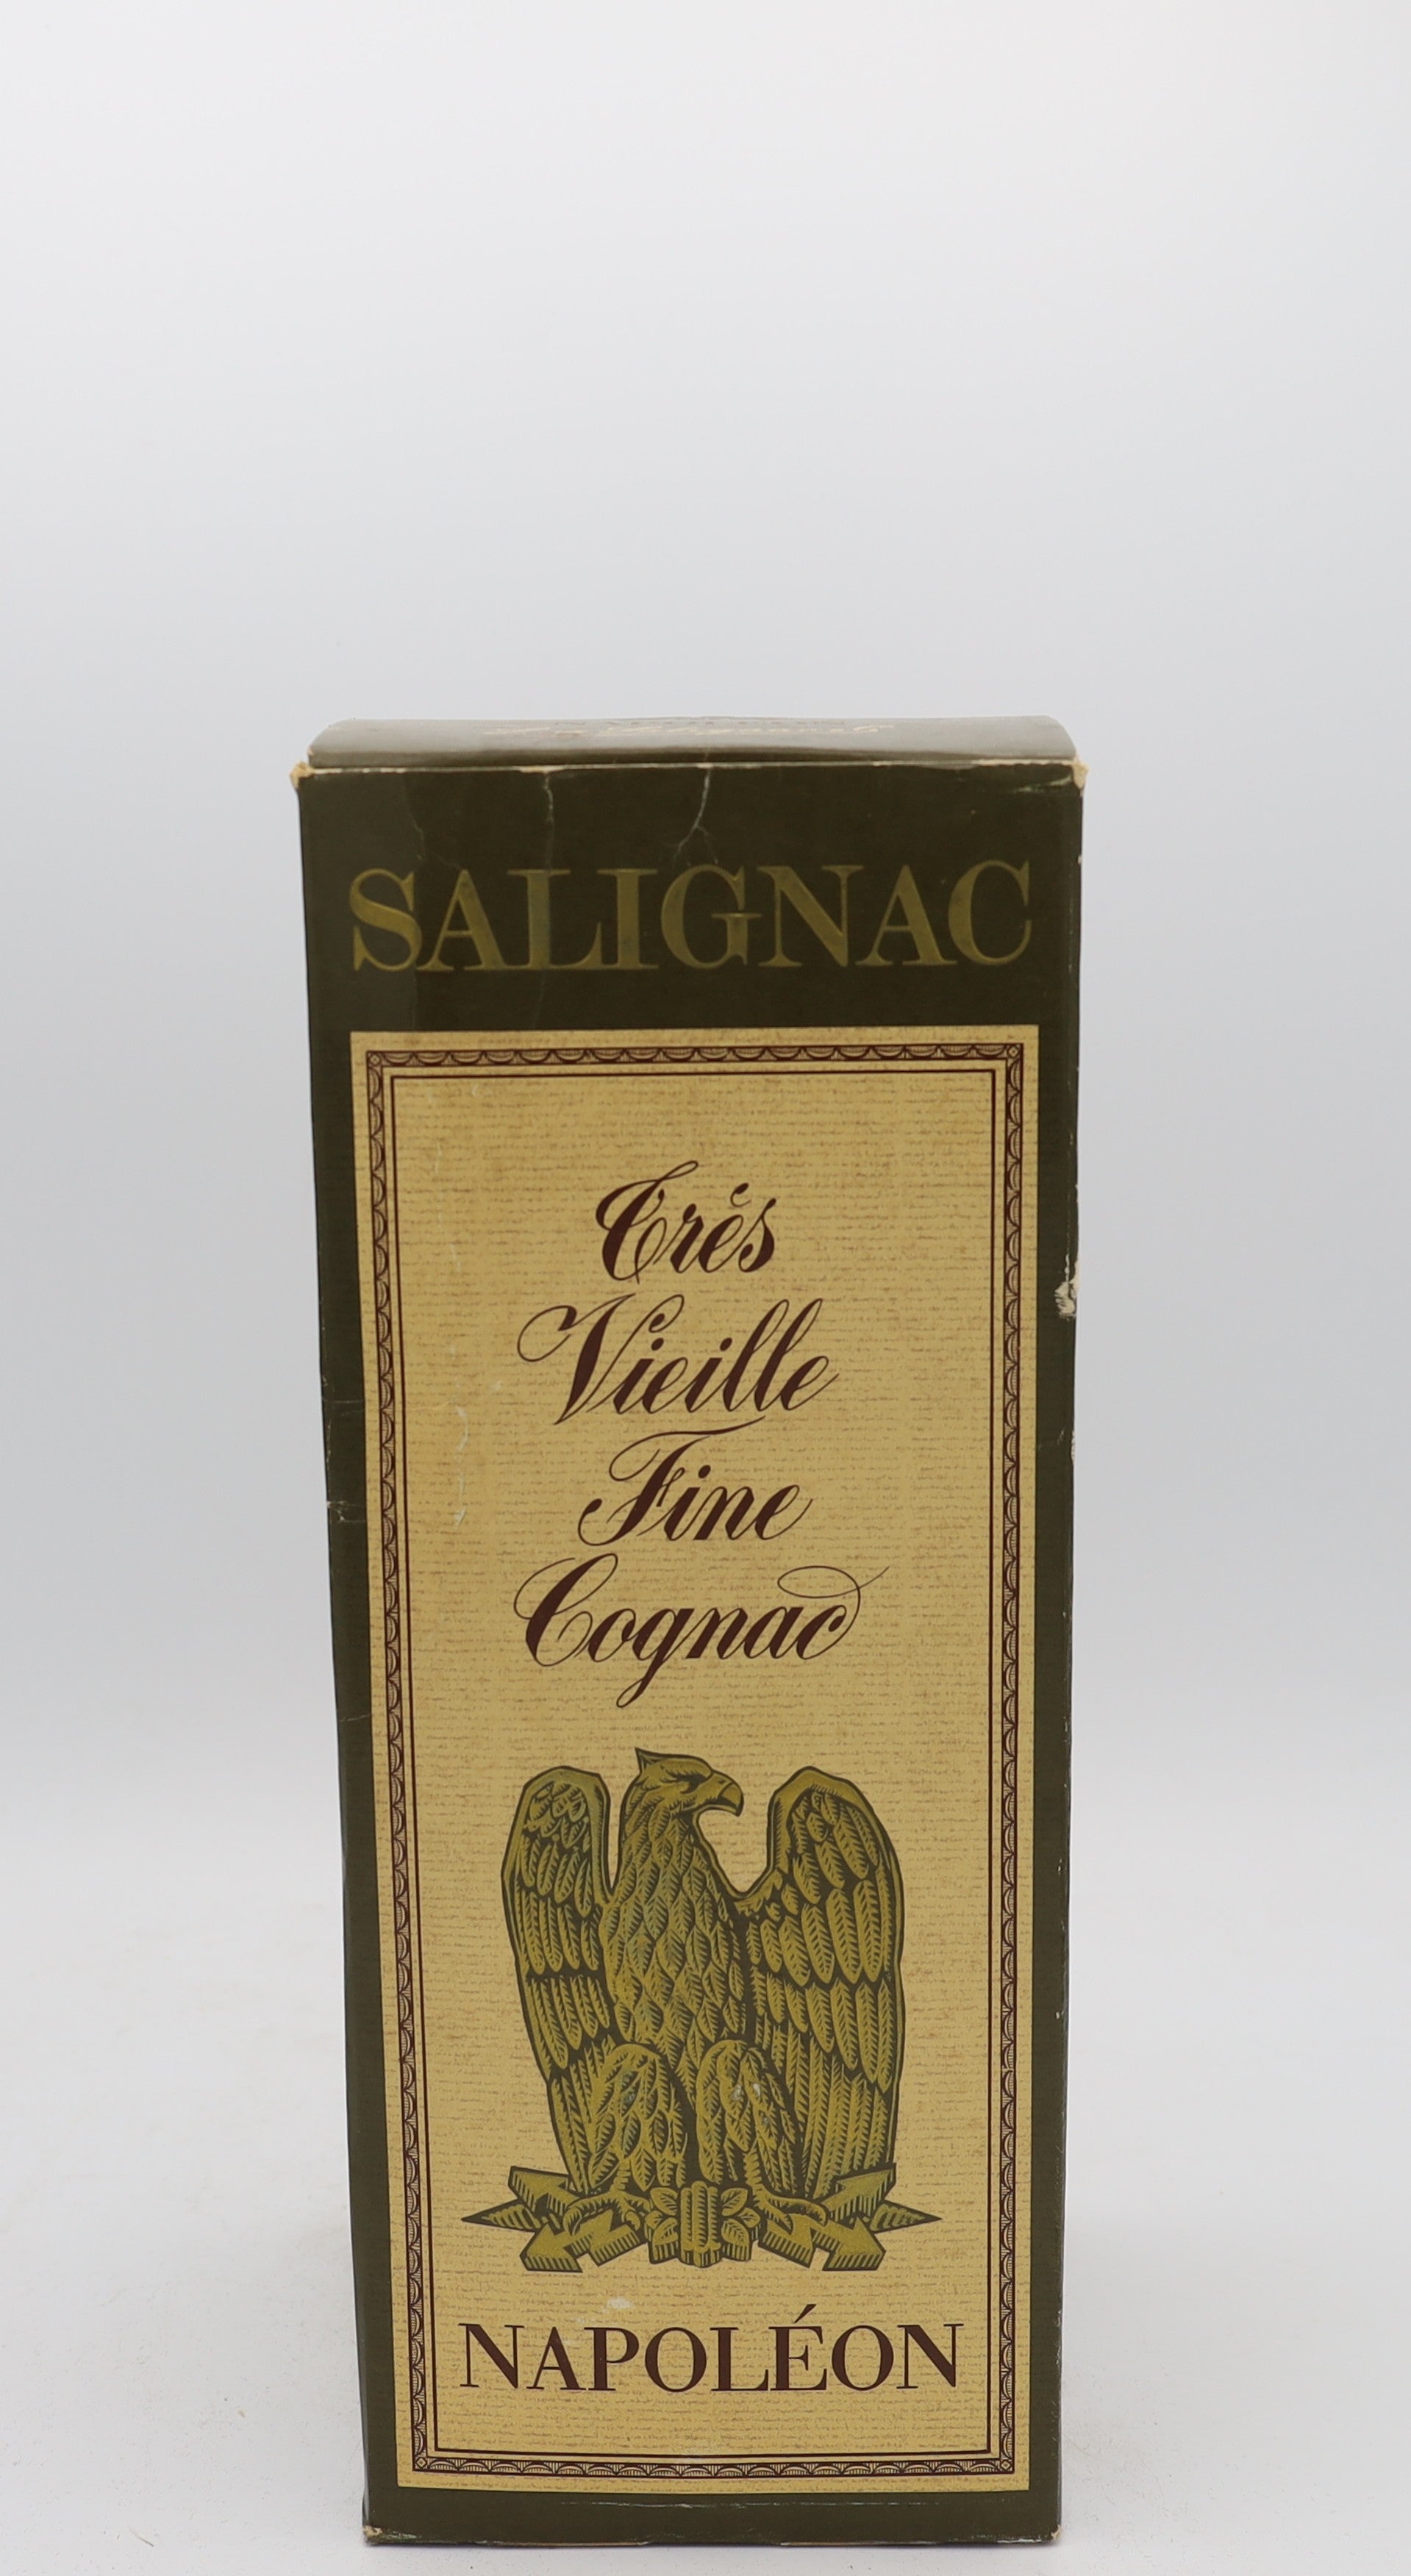 SALIGNAC
Très
Vieille
Fine
Cognac
NAPOLÉON